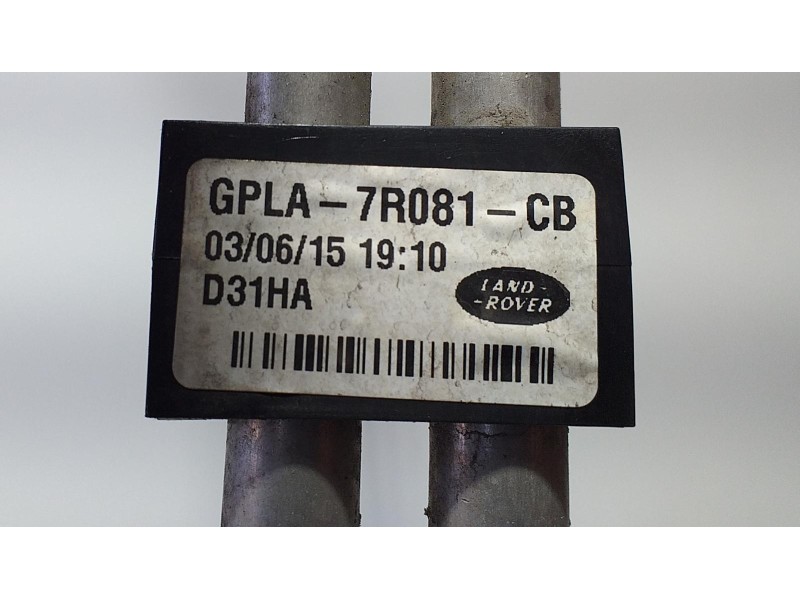 GPLA-7R081-CB
03/06/15 19:10
D31HA
LAND-
-ROVER